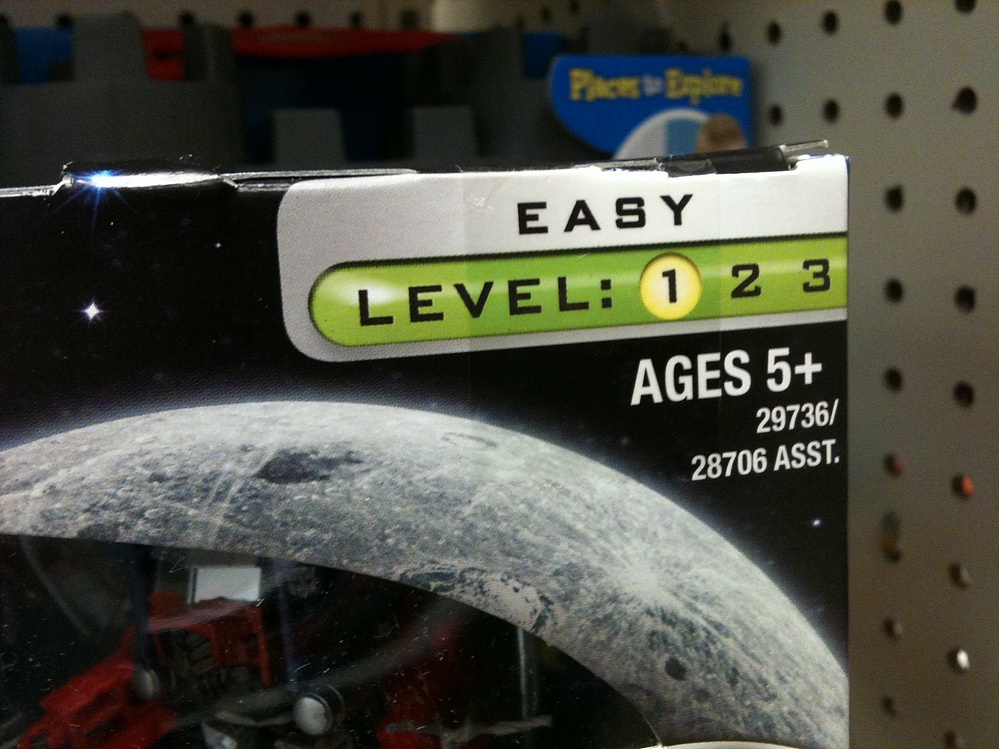 Places to Explore
EASY
LEVEL: 1 2 3
AGES 5+
29736/
28706 ASST.